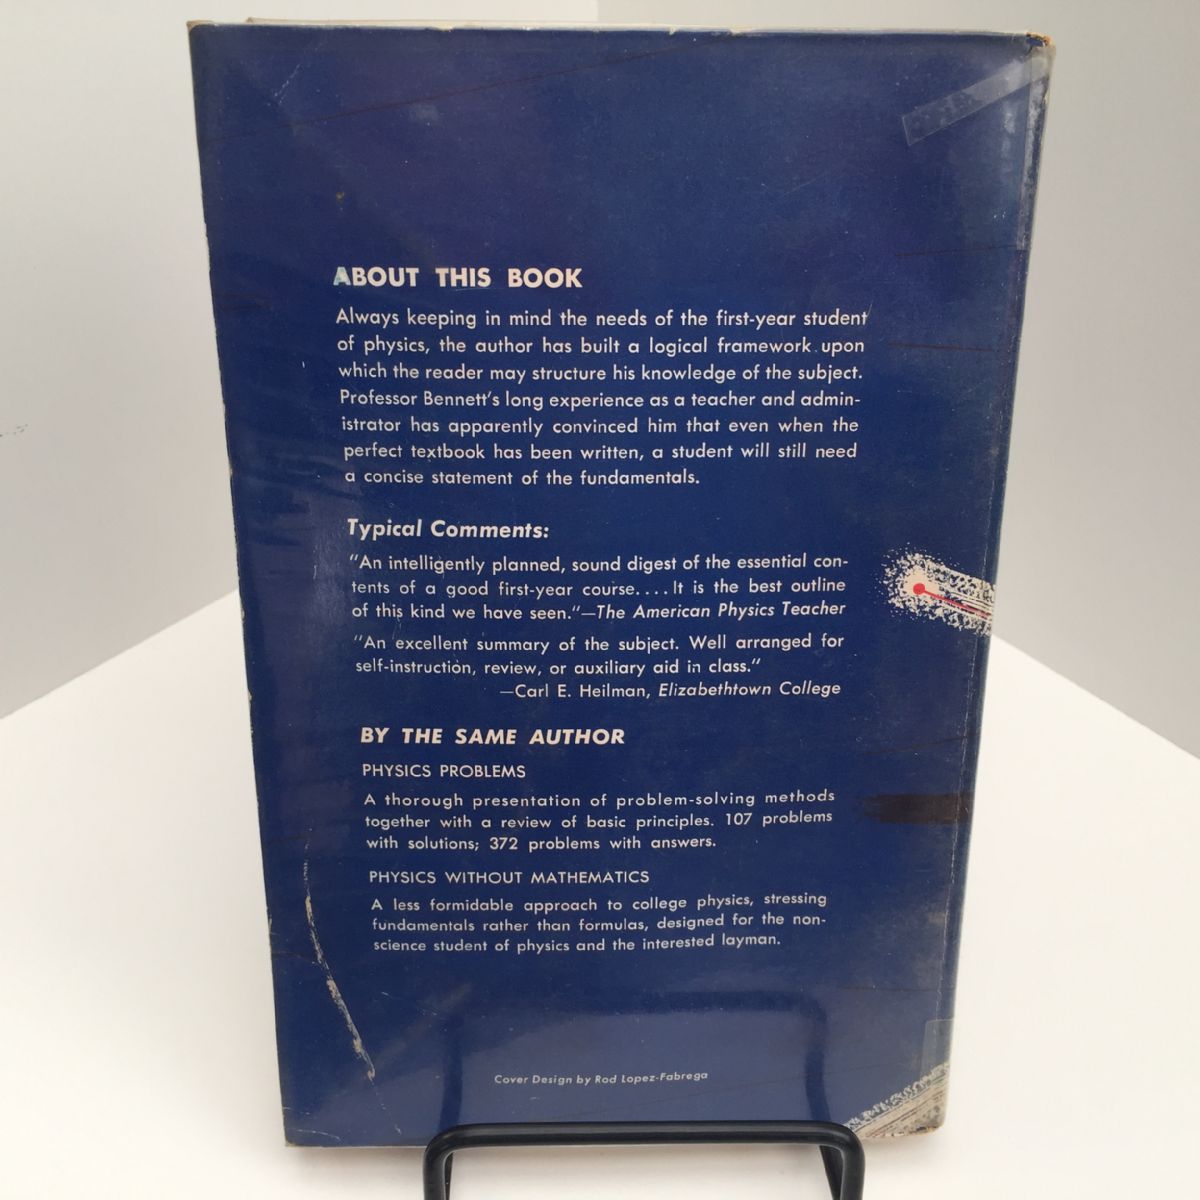 ABOUT THIS BOOK
Always keeping in mind the needs of the first-year student
of physics, the author has built a logical framework upon
which the reader may structure his knowledge of the subject.
Professor Bennett's long experience as a teacher and admin-
istrator has apparently convinced him that even when the
perfect textbook has been written, a student will still need
a concise statement of the fundamentals.
Typical Comments:
"An intelligently planned, sound digest of the essential con-
tents of a good first-year course.... It is the best outline
of this kind we have seen."—The American Physics Teacher
"An excellent summary of the subject. Well arranged for
self-instruction, review, or auxiliary aid in class."
—Carl E. Heilman, Elizabethtown College
BY THE SAME AUTHOR
PHYSICS PROBLEMS
A thorough presentation of problem-solving methods
together with a review of basic principles. 107 problems
with solutions; 372 problems with answers.
PHYSICS WITHOUT MATHEMATICS
A less formidable approach to college physics, stressing
fundamentals rather than formulas, designed for the non-
science student of physics and the interested layman.
Cover Design by Rod Lopez-Fabrega